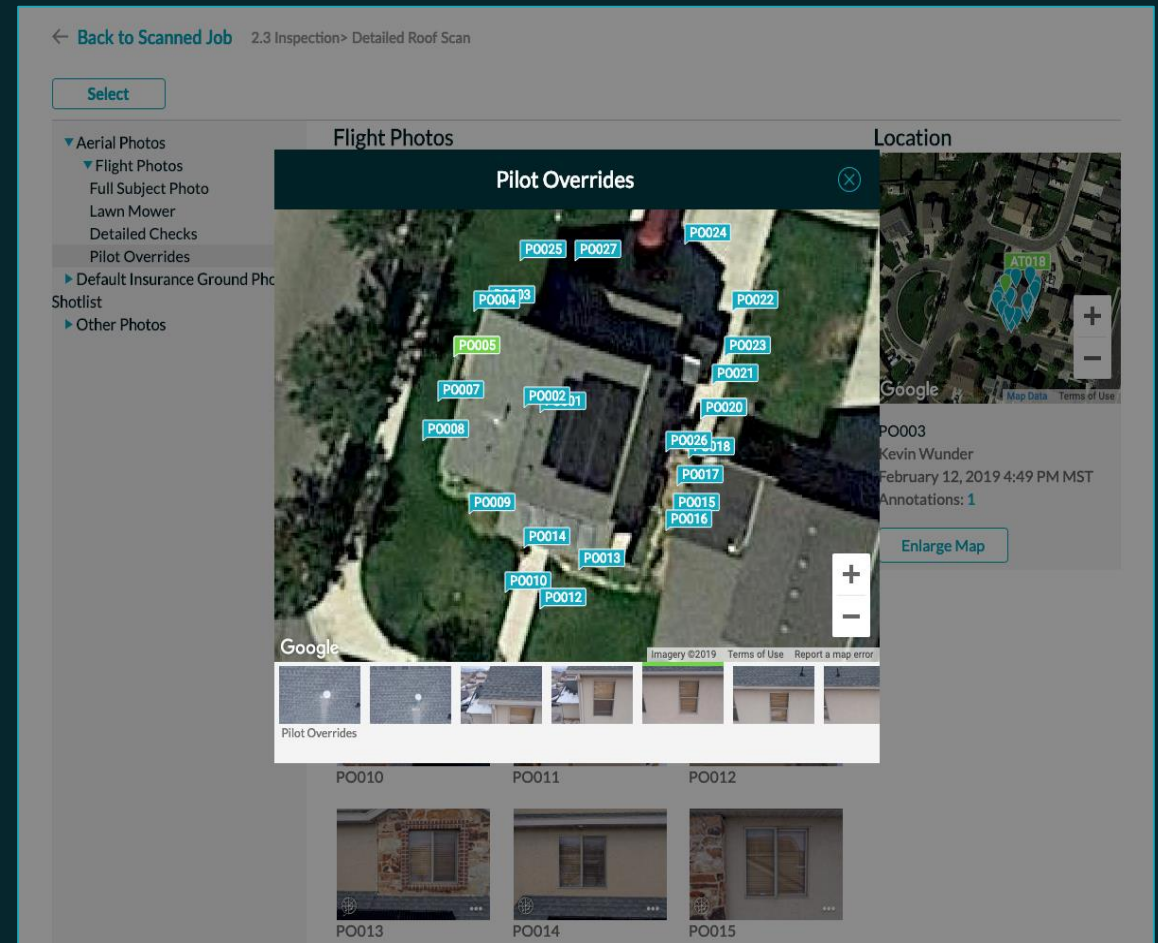 ← Back to Scanned Job 2.3 Inspection> Detailed Roof Scan
Select
Aerial Photos
Flight Photos
Full Subject Photo
Lawn Mower
Detailed Checks
Pilot Overrides
Default Insurance Ground Pho
Shotlist
Other Photos
Flight Photos
Location
Pilot Overrides
PO024
PO025 PO027
PO004
PO022
PO005
PO023
PO021
PO007
PO002
PO020
PO008
PO026
PO017
PO009
PO015
PO016
PO014
PO013
PO010
PO012
+
−
Google
Imagery ©2019 Terms of Use Report a map error
Pilot Overrides
AT018
+
−
Google
Map Data Terms of Use
PO003
Kevin Wunder
February 12, 2019 4:49 PM MST
Annotations: 1
Enlarge Map
PO010 PO011 PO012
PO013 PO014 PO015